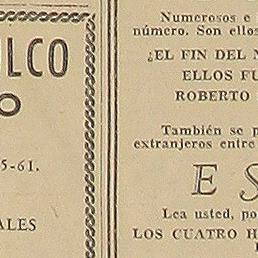 ULCO
O
5-61.
ALES
Numerosos e
número. Son ellos
¿EL FIN DEL M
ELLOS FU
ROBERTO
También se p
extranjeros entre
E S
Lea usted, po
LOS CUATRO H